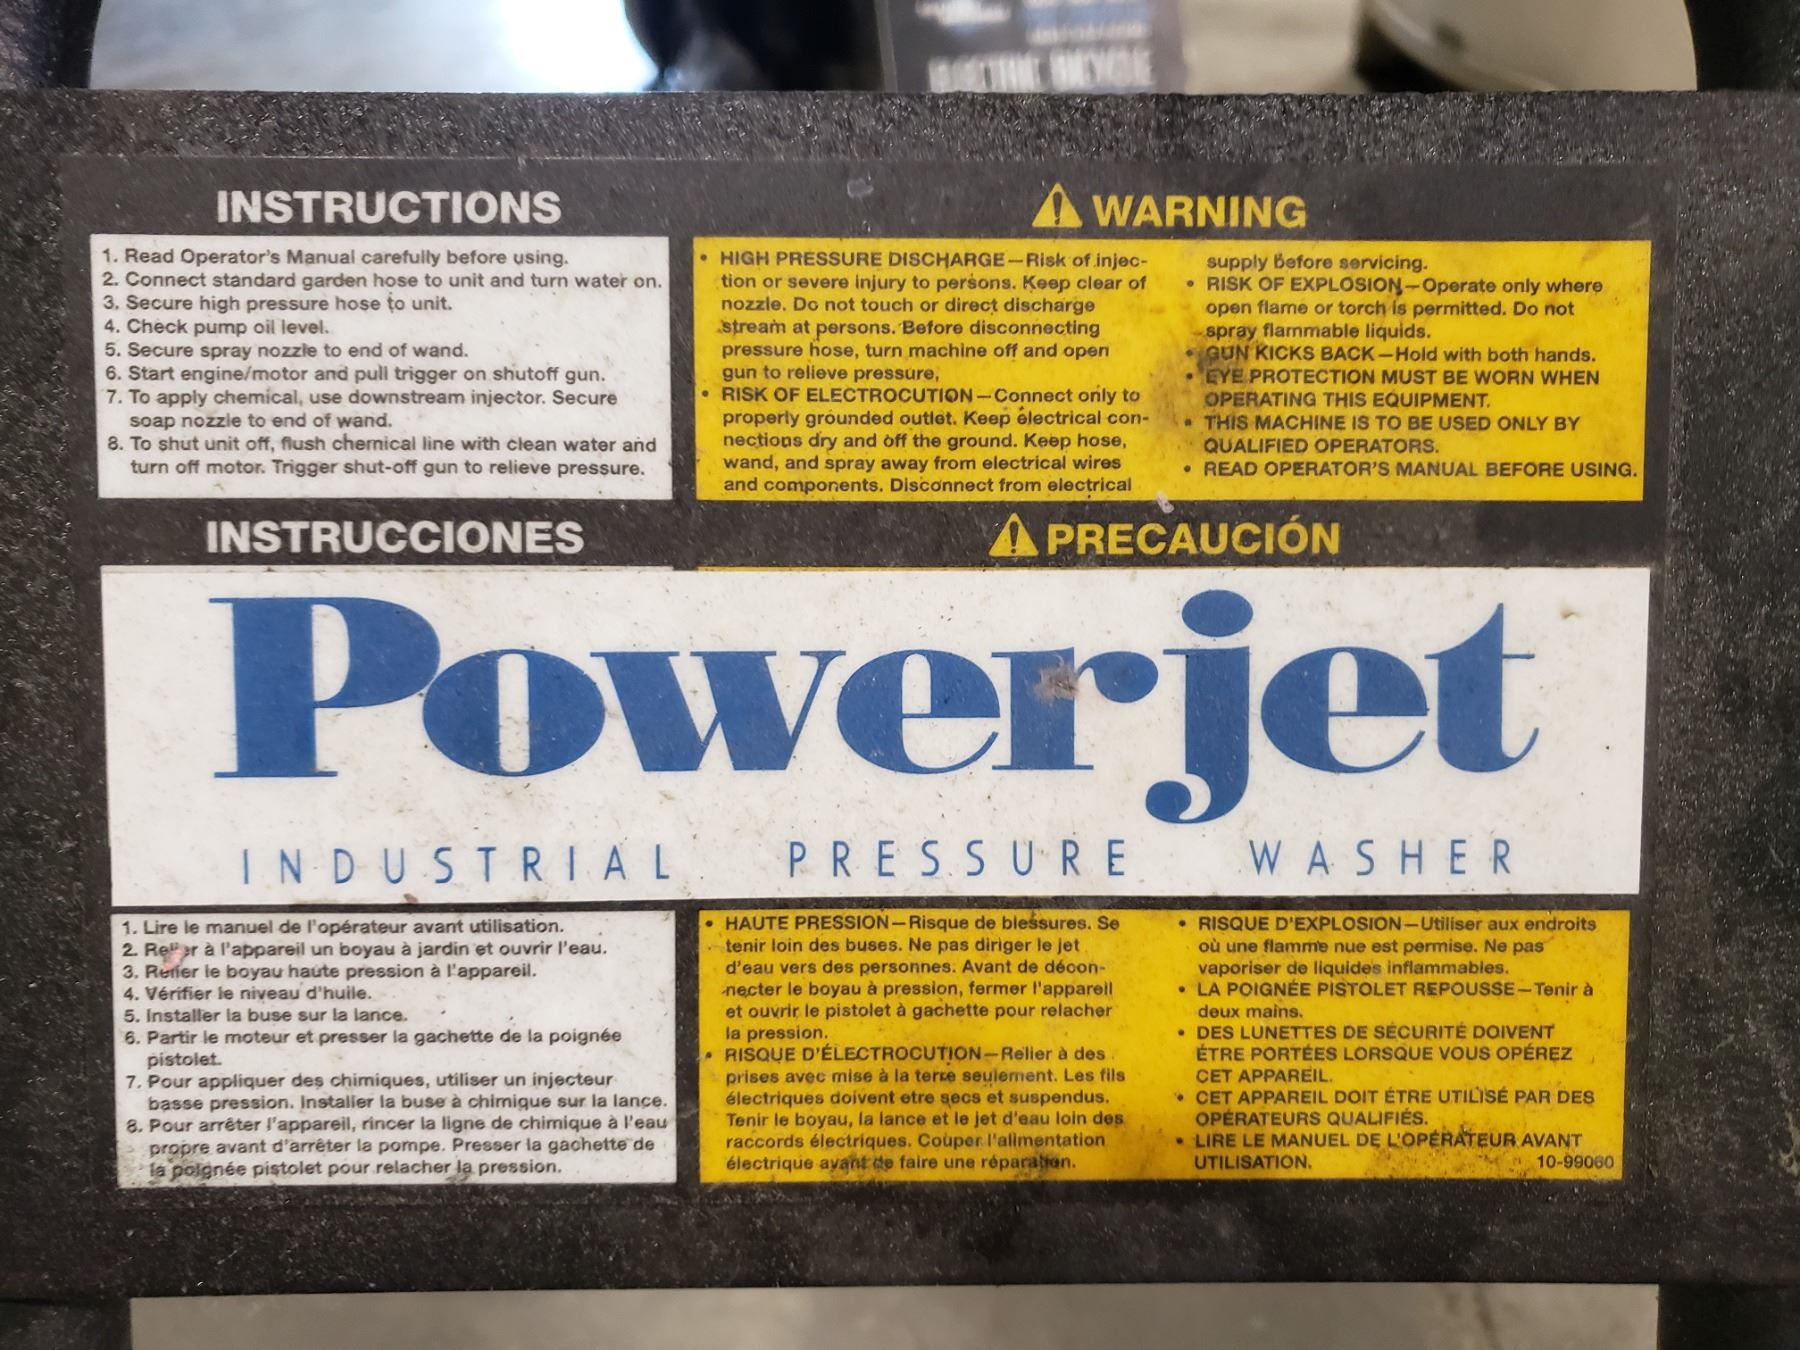 ELECTRIC BICYCLE
INSTRUCTIONS
1. Read Operator's Manual carefully before using.
2. Connect standard garden hose to unit and turn water on.
3. Secure high pressure hose to unit.
4. Check pump oil level.
5. Secure spray nozzle to end of wand.
6. Start engine/motor and pull trigger on shutoff gun.
7. To apply chemical, use downstream injector. Secure
soap nozzle to end of wand.
8. To shut unit off, flush chemical line with clean water and
turn off motor. Trigger shut-off gun to relieve pressure.
⚠ WARNING
• HIGH PRESSURE DISCHARGE—Risk of injec-
tion or severe injury to persons. Keep clear of
nozzle. Do not touch or direct discharge
stream at persons. Before disconnecting
pressure hose, turn machine off and open
gun to relieve pressure,
• RISK OF ELECTROCUTION—Connect only to
properly grounded outlet. Keep electrical con-
nections dry and off the ground. Keep hose,
wand, and spray away from electrical wires
and components. Disconnect from electrical
supply before servicing.
• RISK OF EXPLOSION—Operate only where
open flame or torch is permitted. Do not
spray flammable liquids.
• GUN KICKS BACK—Hold with both hands.
• EYE PROTECTION MUST BE WORN WHEN
OPERATING THIS EQUIPMENT.
• THIS MACHINE IS TO BE USED ONLY BY
QUALIFIED OPERATORS.
• READ OPERATOR'S MANUAL BEFORE USING.
INSTRUCCIONES
⚠ PRECAUCIÓN
Powerjet
INDUSTRIAL PRESSURE WASHER
1. Lire le manuel de l'opérateur avant utilisation.
2. Relier à l'appareil un boyau à jardin et ouvrir l'eau.
3. Relier le boyau haute pression à l'appareil.
4. Vérifier le niveau d'huile.
5. Installer la buse sur la lance.
6. Partir le moteur et presser la gachette de la poignée
pistolet.
7. Pour appliquer des chimiques, utiliser un injecteur
basse pression. Installer la buse à chimique sur la lance.
8. Pour arrêter l'appareil, rincer la ligne de chimique à l'eau
propre avant d'arrêter la pompe. Presser la gachette de
la poignée pistolet pour relacher la pression.
• HAUTE PRESSION—Risque de blessures. Se
tenir loin des buses. Ne pas diriger le jet
d'eau vers des personnes. Avant de décon-
necter le boyau à pression, fermer l'appareil
et ouvrir le pistolet à gachette pour relacher
la pression.
• RISQUE D'ÉLECTROCUTION—Relier à des
prises avec mise à la terre seulement. Les fils
électriques doivent etre secs et suspendus.
Tenir le boyau, la lance et le jet d'eau loin des
raccords électriques. Couper l'alimentation
électrique avant de faire une réparation.
• RISQUE D'EXPLOSION—Utiliser aux endroits
où une flamme nue est permise. Ne pas
vaporiser de liquides inflammables.
• LA POIGNÉE PISTOLET REPOUSSE—Tenir à
deux mains.
• DES LUNETTES DE SÉCURITÉ DOIVENT
ÉTRE PORTÉES LORSQUE VOUS OPÉREZ
CET APPAREIL.
• CET APPAREIL DOIT ÉTRE UTILISÉ PAR DES
OPÉRATEURS QUALIFIÉS.
• LIRE LE MANUEL DE L'OPÉRATEUR AVANT
UTILISATION.
10-99060